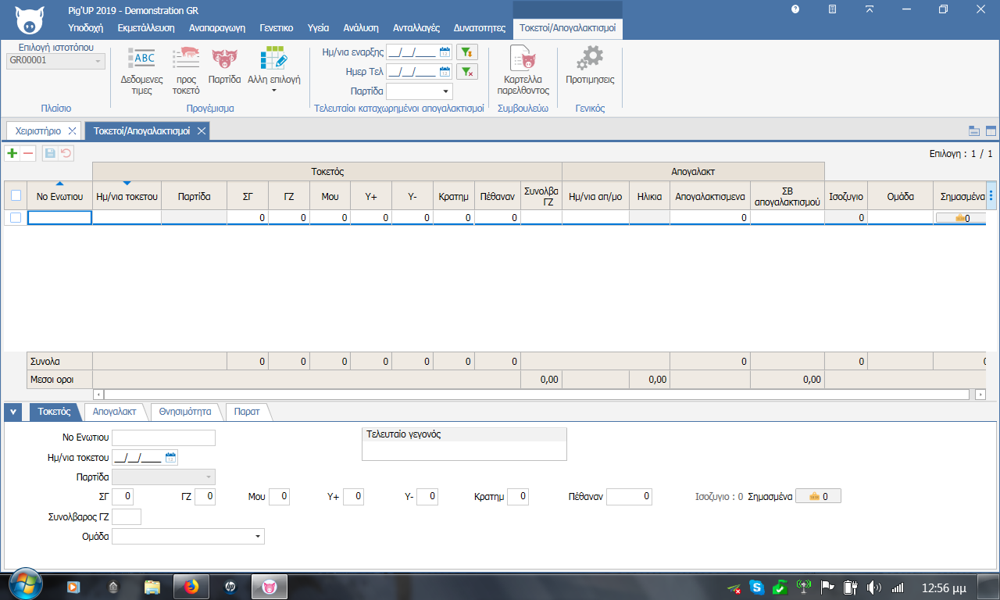 Pig'UP 2019 - Demonstration GR
Υποδοχή Εκμετάλλευση Αναπαραγωγη Γενετικο Υγεία Ανάλυση Ανταλλαγές Δυνατοτητες Τοκετοί/Απογαλακτισμοί
Επιλογή ιστοτόπου
GR00001
Πλαίσιο
ABC
Δεδομενες
τιμες
προς
τοκετό
Παρτίδα
Αλλη επιλογή
Προγέμισμα
Ημ/νια εναρξης __/__/____
Ημερ Τελ __/__/____
Παρτίδα
Τελευταίοι καταχωρημένοι απογαλακτισμοί
Καρτελλα
παρελθοντος
Συμβουλεύω
Προτιμησεις
Γενικός
Χειριστήριο Τοκετοί/Απογαλακτισμοί
Επιλογη : 1 / 1
Τοκετός Απογαλακτ
Νο Ενωτιου Ημ/νια τοκετου Παρτίδα ΣΓ ΓΖ Μου Υ+ Υ- Κρατημ Πέθαναν Συνολβα ΓΖ Ημ/νια απ/μο Ηλικια Απογαλακτισμενα ΣΒ απογαλακτισμού Ισοζυγιο Ομάδα Σημασμένα
0 0 0 0 0 0 0 0 0 0
Συνολα 0 0 0 0 0 0 0 0 0 0
Μεσοι οροι 0,00 0,00 0,00
Τοκετός Απογαλακτ Θνησιμότητα Παρατ
Νο Ενωτιου
Τελευταίο γεγονός
Ημ/νια τοκετου __/__/____
Παρτίδα
ΣΓ 0 ΓΖ 0 Μου 0 Υ+ 0 Υ- 0 Κρατημ 0 Πέθαναν 0 Ισοζυγιο : 0 Σημασμένα 0
Συνολβαρος ΓΖ
Ομάδα
12:56 μμ